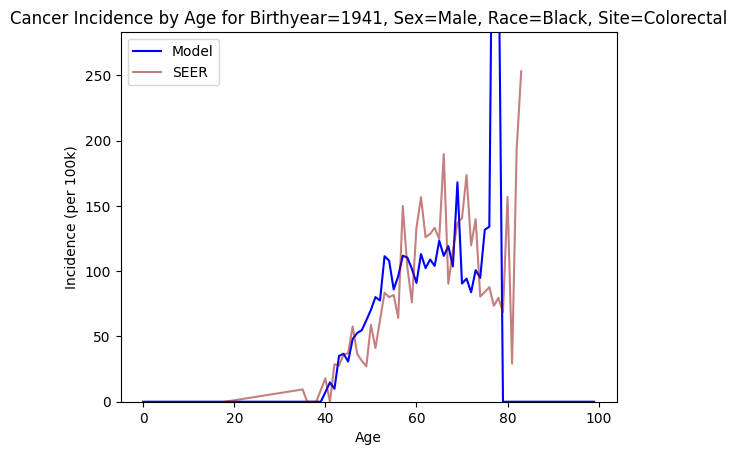 Cancer Incidence by Age for Birthyear=1941, Sex=Male, Race=Black, Site=Colorectal
Model
SEER
Incidence (per 100k)
250
200
150
100
50
0
0 20 40 60 80 100
Age